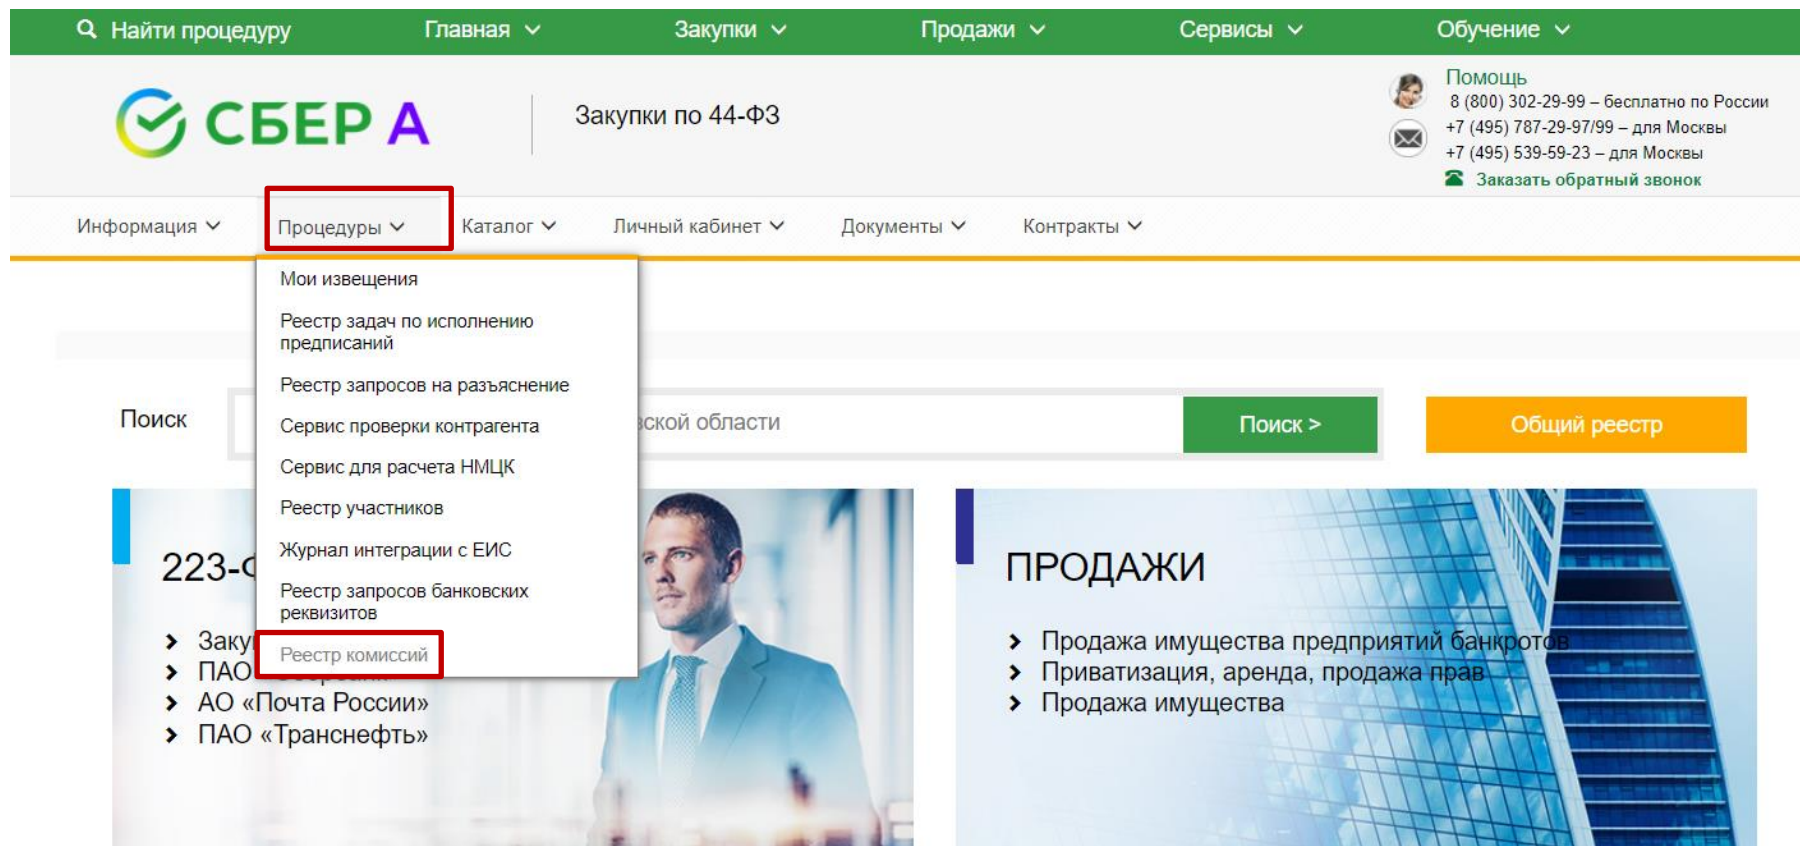 Найти процедуру
Главная
Закупки
Продажи
Сервисы
Обучение
СБЕР А
Закупки по 44-ФЗ
Помощь
8 (800) 302-29-99 – бесплатно по России
+7 (495) 787-29-97/99 – для Москвы
+7 (495) 539-59-23 – для Москвы
Заказать обратный звонок
Информация
Процедуры
Каталог
Личный кабинет
Документы
Контракты
Мои извещения
Реестр задач по исполнению
предписаний
Реестр запросов на разъяснение
Сервис проверки контрагента
Сервис для расчета НМЦК
Реестр участников
Журнал интеграции с ЕИС
Реестр запросов банковских
реквизитов
Реестр комиссий
Поиск
области
Поиск >
Общий реестр
223-
ПАО
АО «Почта России»
ПАО «Транснефть»
ПРОДАЖИ
Продажа имущества предприятий банкротов
Приватизация, аренда, продажа прав
Продажа имущества